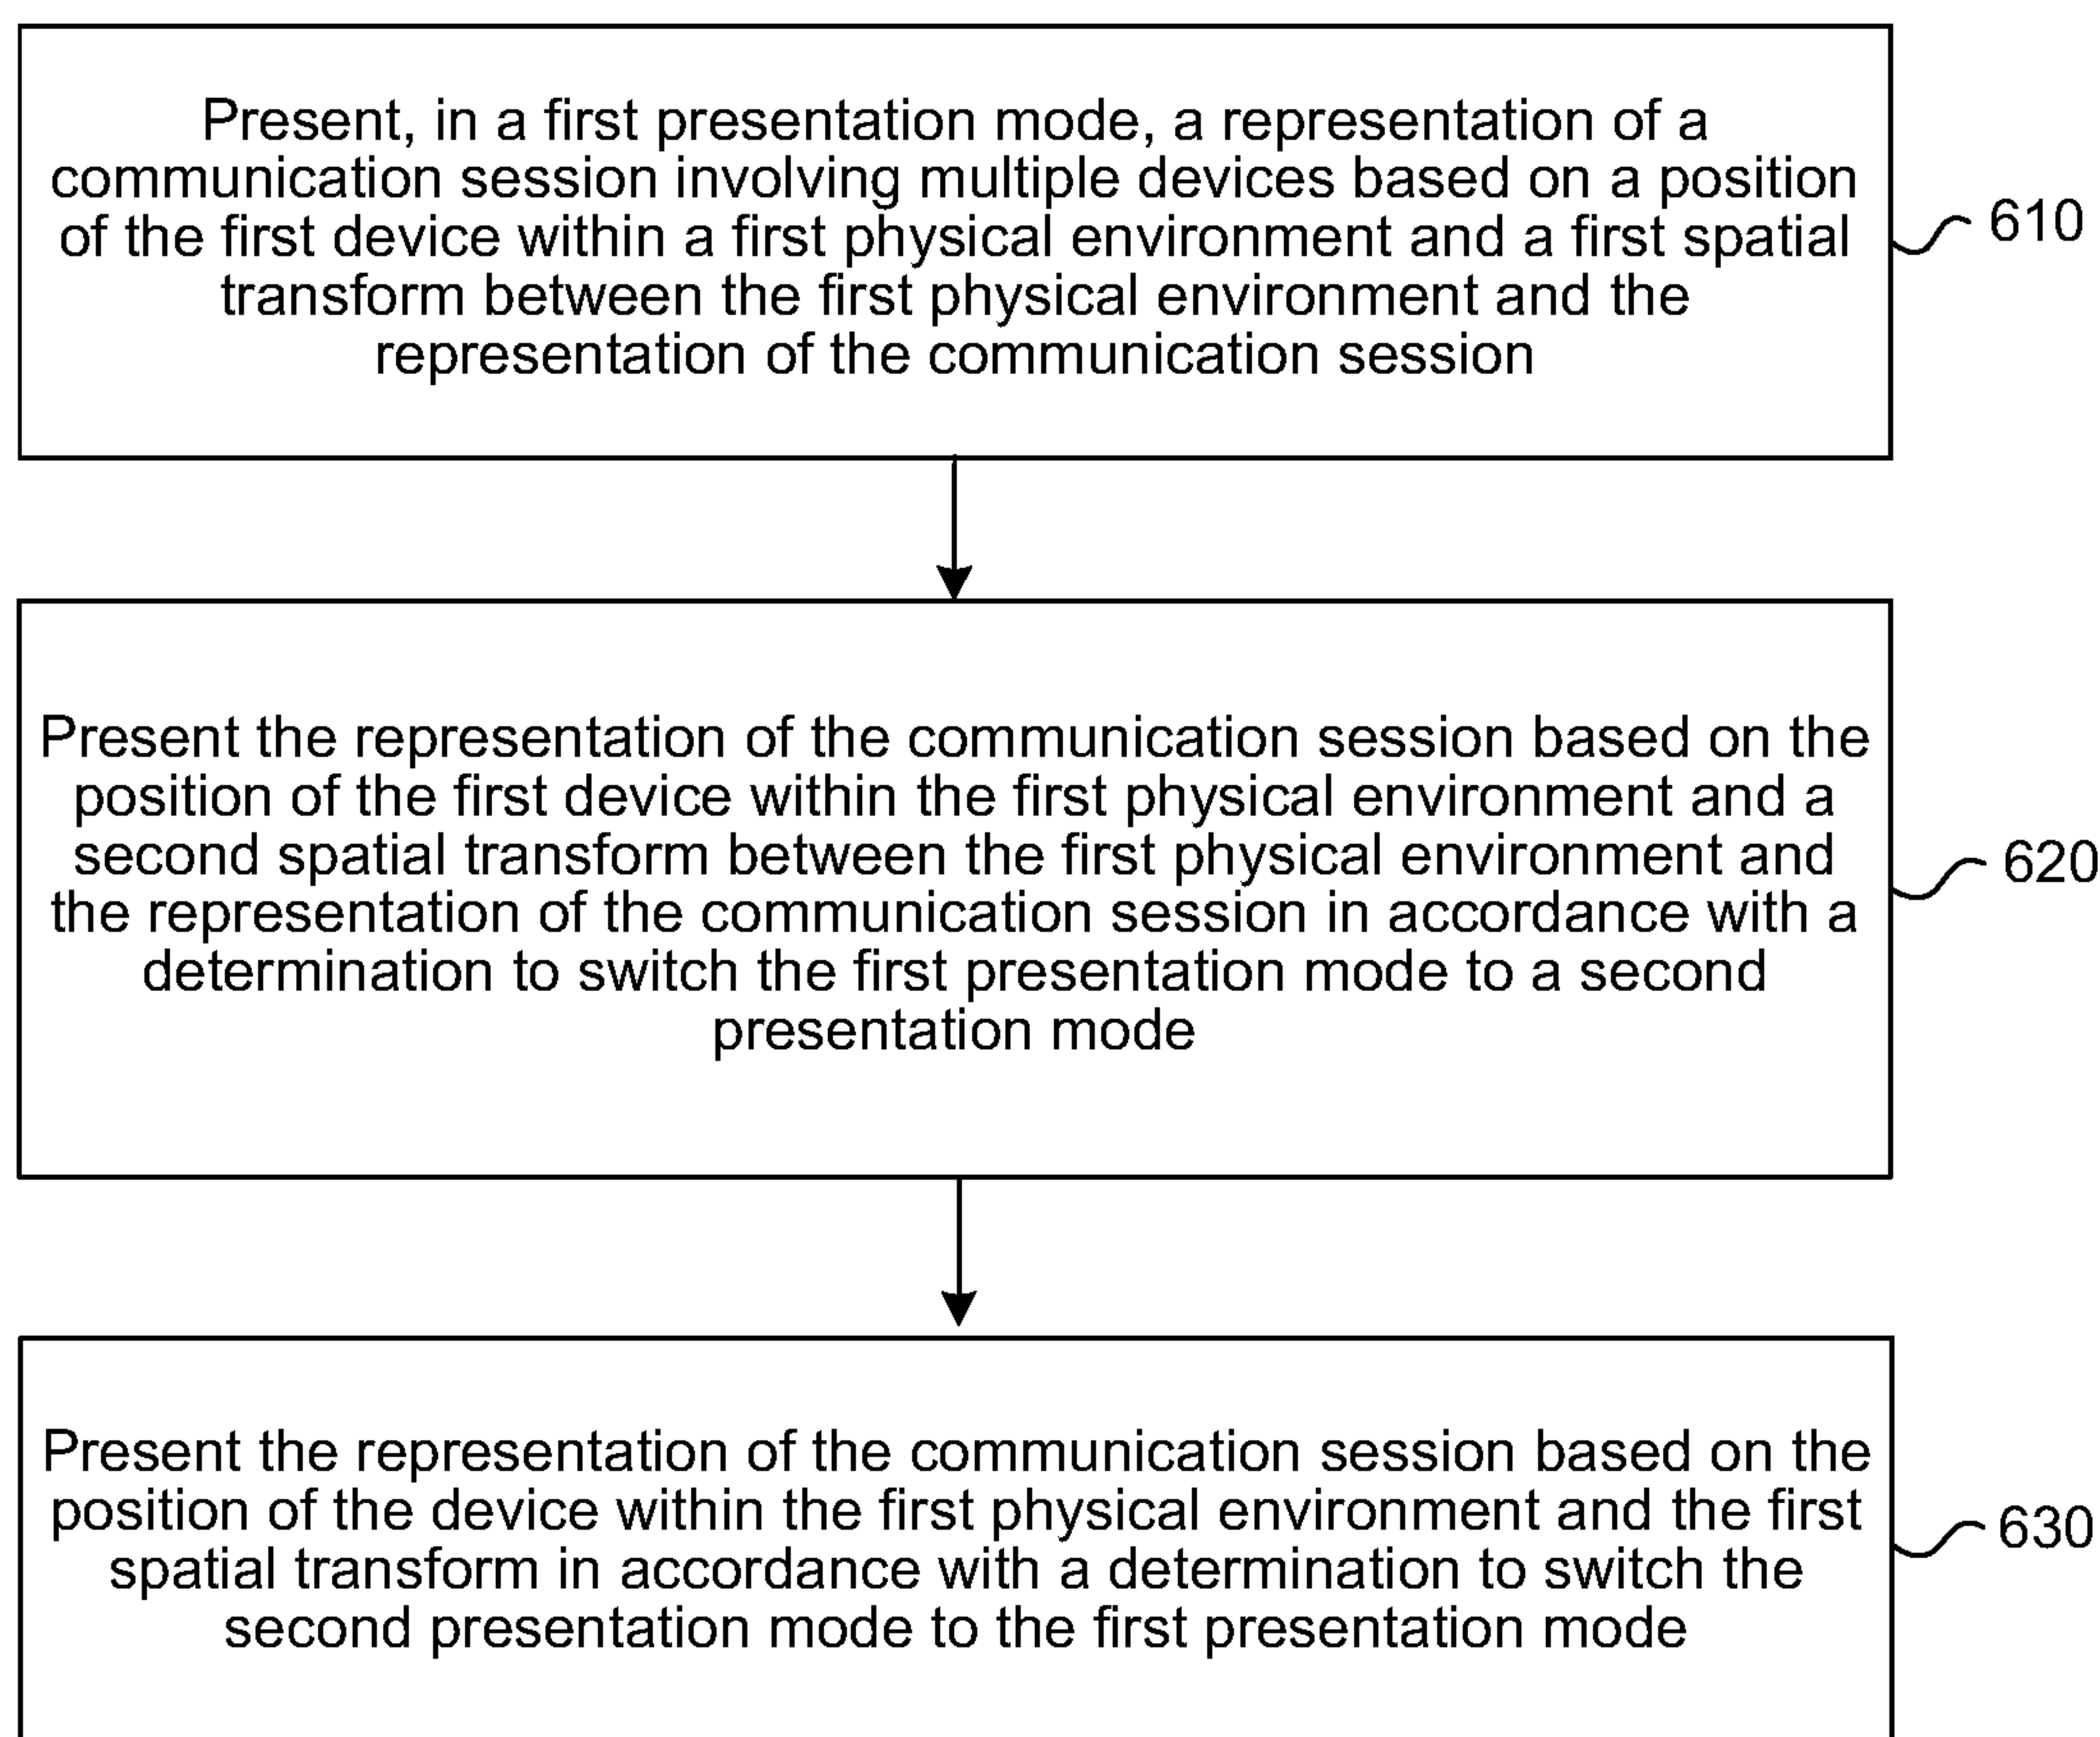 Present, in a first presentation mode, a representation of a
communication session involving multiple devices based on a position
of the first device within a first physical environment and a first spatial
transform between the first physical environment and the
representation of the communication session
610
Present the representation of the communication session based on the
position of the first device within the first physical environment and a
second spatial transform between the first physical environment and
the representation of the communication session in accordance with a
determination to switch the first presentation mode to a second
presentation mode
620
Present the representation of the communication session based on the
position of the device within the first physical environment and the first
spatial transform in accordance with a determination to switch the
second presentation mode to the first presentation mode
630